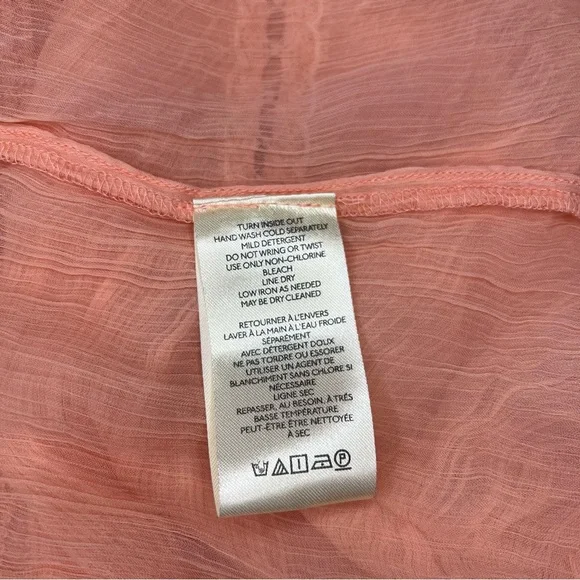 TURN INSIDE OUT
HAND WASH COLD SEPARATELY
MILD DETERGENT
DO NOT WRING OR TWIST
USE ONLY NON-CHLORINE
BLEACH
LINE DRY
LOW IRON AS NEEDED
MAY BE DRY CLEANED
RETOURNER À L'ENVERS
LAVER À LA MAIN À L'EAU FROIDE
SÉPARÉMENT
AVEC DÉTERGENT DOUX
NE PAS TORDRE OU ESSORER
UTILISER UN AGENT DE
BLANCHIMENT SANS CHLORE SI
NÉCESSAIRE
LIGNE SEC
REPASSER, AU BESOIN, À TRÈS
BASSE TEMPÉRATURE
PEUT-ÊTRE ÊTRE NETTOYÉE
À SEC
P